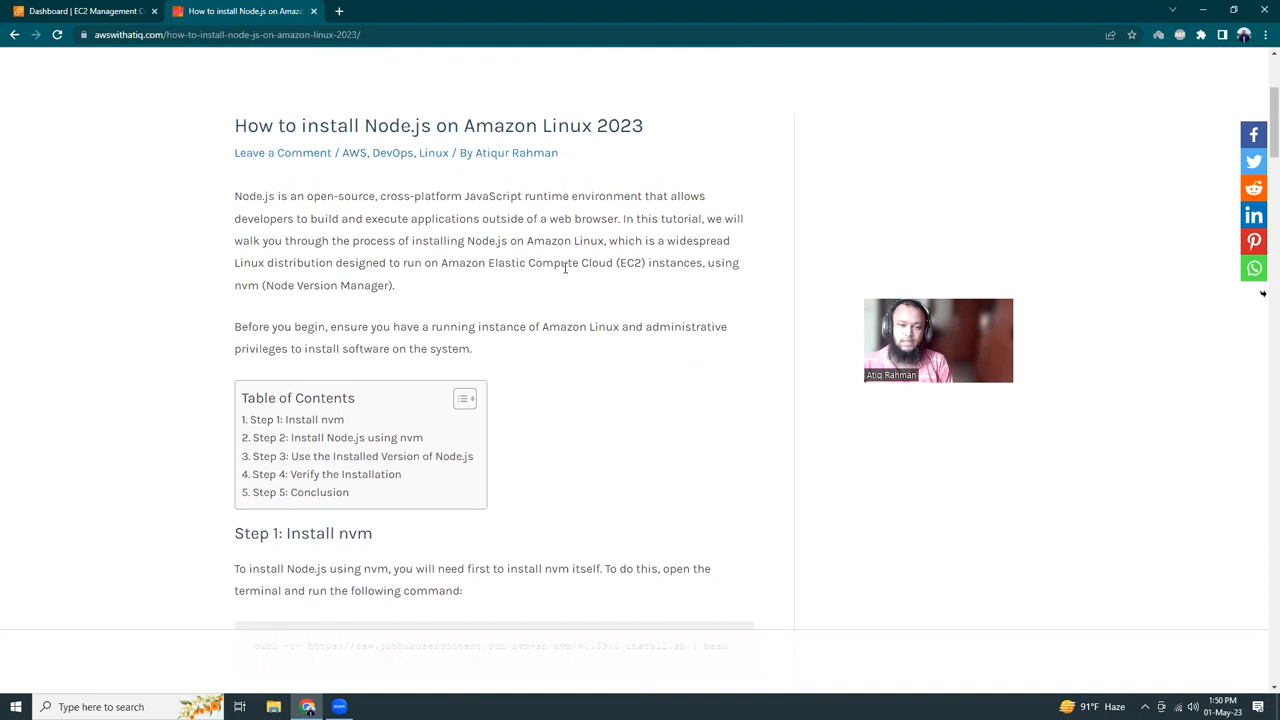 Dashboard | EC2 Management C
How to install Node.js on Amazo
awswithatiq.com/how-to-install-node-js-on-amazon-linux-2023/
How to install Node.js on Amazon Linux 2023
Leave a Comment / AWS, DevOps, Linux / By Atiqur Rahman
Node.js is an open-source, cross-platform JavaScript runtime environment that allows
developers to build and execute applications outside of a web browser. In this tutorial, we will
walk you through the process of installing Node.js on Amazon Linux, which is a widespread
Linux distribution designed to run on Amazon Elastic Compute Cloud (EC2) instances, using
nvm (Node Version Manager).
Before you begin, ensure you have a running instance of Amazon Linux and administrative
privileges to install software on the system.
Table of Contents
1. Step 1: Install nvm
2. Step 2: Install Node.js using nvm
3. Step 3: Use the Installed Version of Node.js
4. Step 4: Verify the Installation
5. Step 5: Conclusion
Atiq Rahman
Step 1: Install nvm
To install Node.js using nvm, you will need first to install nvm itself. To do this, open the
terminal and run the following command:
curl -o- | bash
Type here to search
zoom
91°F Haze
1:50 PM
01-May-23